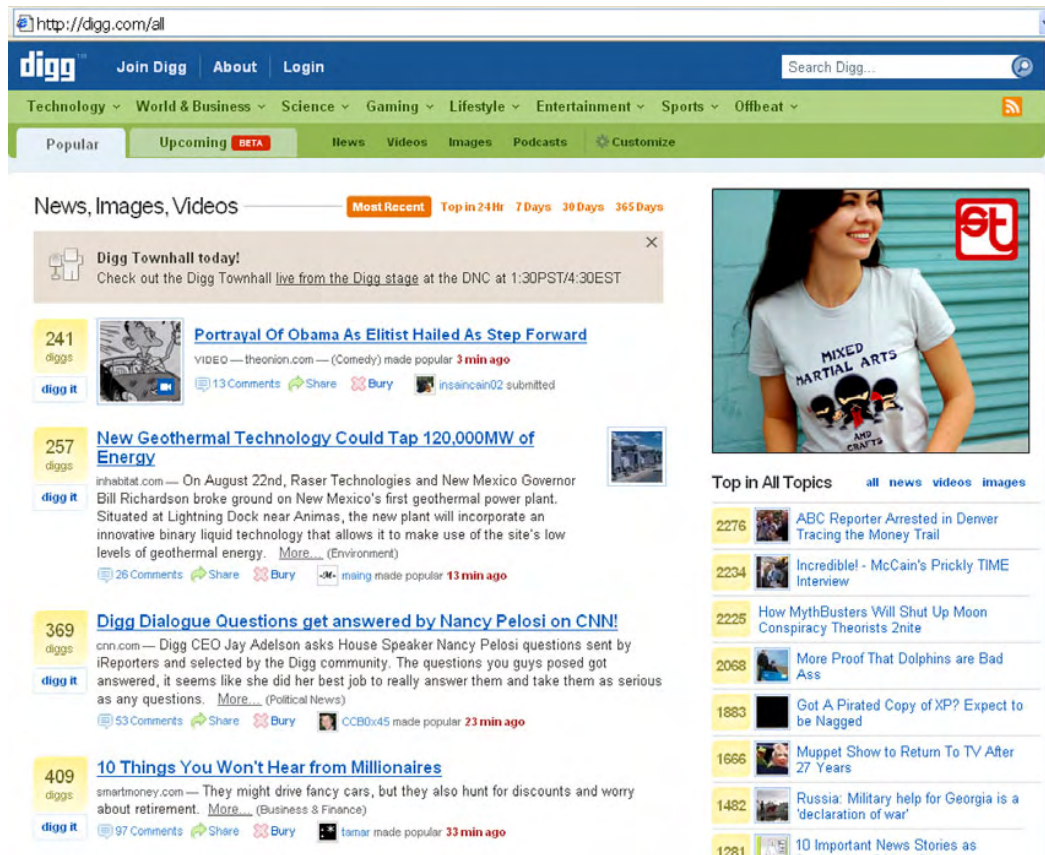 http://digg.com/all
digg™ Join Digg About Login Search Digg...
Technology World & Business Science Gaming Lifestyle Entertainment Sports Offbeat
Popular Upcoming BETA News Videos Images Podcasts Customize
News, Images, Videos Most Recent Top in 24 Hr 7 Days 30 Days 365 Days
Digg Townhall today!
Check out the Digg Townhall live from the Digg stage at the DNC at 1:30PST/4:30EST
241
diggs
digg it
Portrayal Of Obama As Elitist Hailed As Step Forward
VIDEO — theonion.com — (Comedy) made popular 3 min ago
13 Comments Share Bury insaincain02 submitted
257
diggs
digg it
New Geothermal Technology Could Tap 120,000MW of
Energy
inhabitat.com — On August 22nd, Raser Technologies and New Mexico Governor
Bill Richardson broke ground on New Mexico's first geothermal power plant.
Situated at Lightning Dock near Animas, the new plant will incorporate an
innovative binary liquid technology that allows it to make use of the site's low
levels of geothermal energy. More... (Environment)
26 Comments Share Bury -M- msing made popular 13 min ago
369
diggs
digg it
Digg Dialogue Questions get answered by Nancy Pelosi on CNN!
cnn.com — Digg CEO Jay Adelson asks House Speaker Nancy Pelosi questions sent by
iReporters and selected by the Digg community. The questions you guys posed got
answered, it seems like she did her best job to really answer them and take them as serious
as any questions. More... (Political News)
53 Comments Share Bury CCB0x45 made popular 23 min ago
409
diggs
digg it
10 Things You Won't Hear from Millionaires
smartmoney.com — They might drive fancy cars, but they also hunt for discounts and worry
about retirement. More... (Business & Finance)
97 Comments Share Bury tamar made popular 33 min ago
st
MIXED
MARTIAL ARTS
AND
CRAFTS
Top in All Topics all news videos images
2276 ABC Reporter Arrested in Denver
Tracing the Money Trail
2234 Incredible! - McCain's Prickly TIME
Interview
2225 How MythBusters Will Shut Up Moon
Conspiracy Theorists 2nite
2068 More Proof That Dolphins are Bad
Ass
1883 Got A Pirated Copy of XP? Expect to
be Nagged
1666 Muppet Show to Return To TV After
27 Years
1482 Russia: Military help for Georgia is a
'declaration of war'
1281 10 Important News Stories as